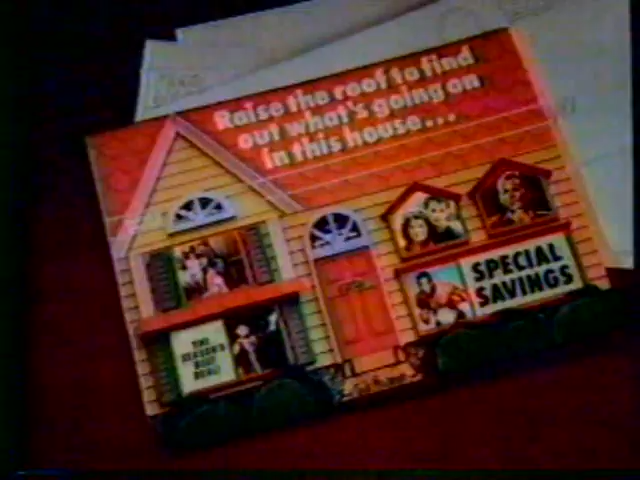 Raise the roof to find
out what's going on
in this house...
SPECIAL
SAVINGS
THE
SEASON'S
BEST
DEAL!